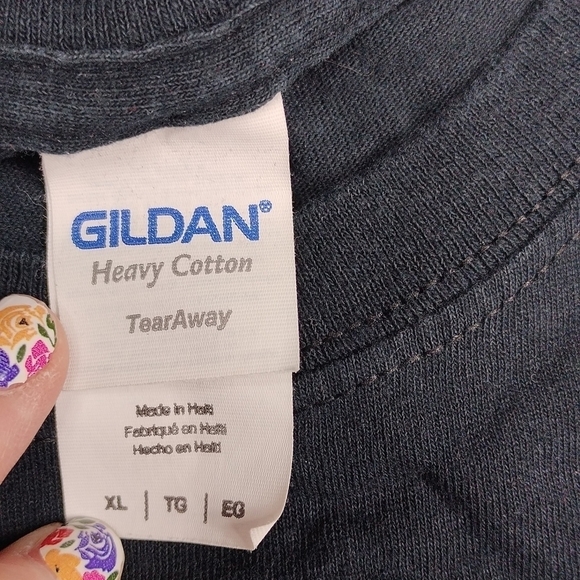 GILDAN®
Heavy Cotton
TearAway
Made in Haiti
Fabriqué en Haïti
Hecho en Haití
XL | TG | EG